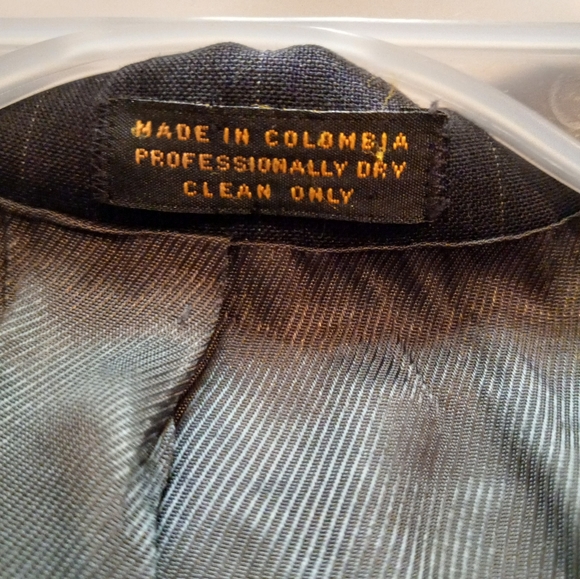 MADE IN COLOMBIA
PROFESSIONALLY DRY
CLEAN ONLY